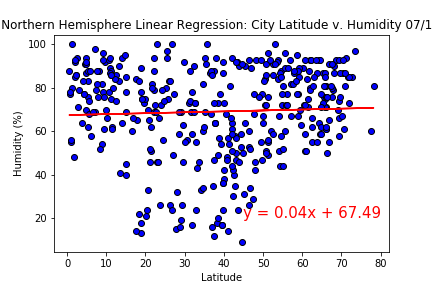 Northern Hemisphere Linear Regression: City Latitude v. Humidity 07/1
100
80
60
40
20
Humidity (%)
y = 0.04x + 67.49
0 10 20 30 40 50 60 70 80
Latitude